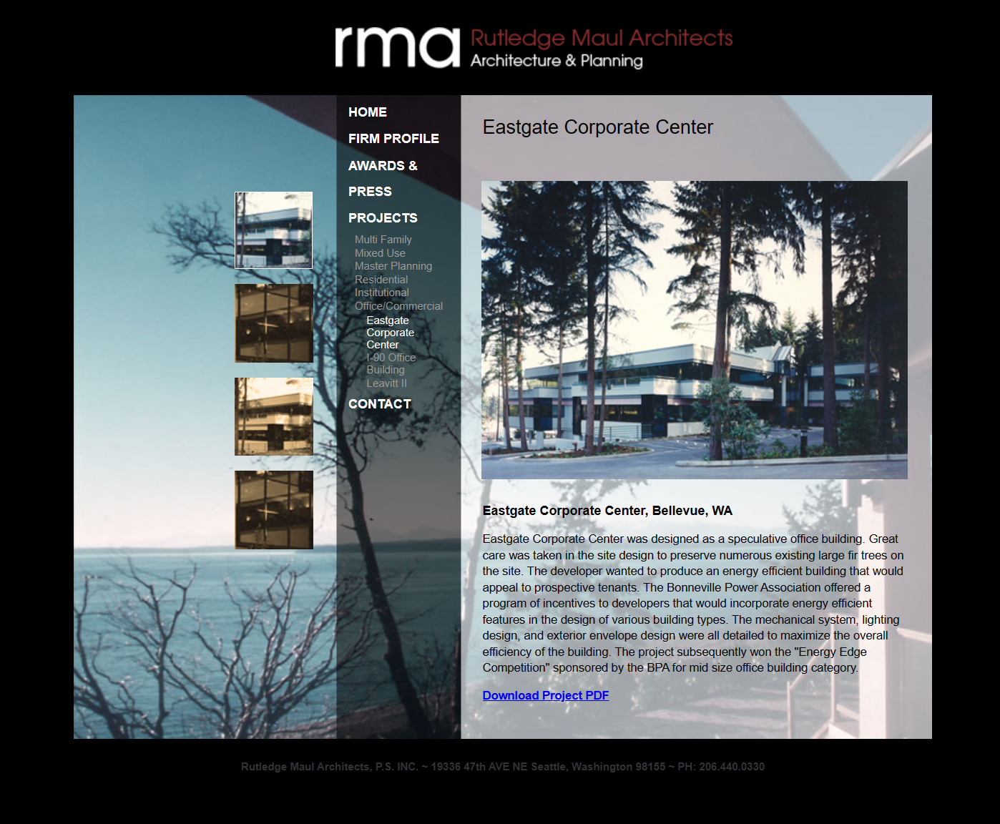 rma Rutledge Maul Architects
Architecture & Planning
HOME
FIRM PROFILE
AWARDS &
PRESS
PROJECTS
Multi Family
Mixed Use
Master Planning
Residential
Institutional
Office/Commercial
Eastgate
Corporate
Center
I-90 Office
Building
Leavitt II
CONTACT
Eastgate Corporate Center
Eastgate Corporate Center, Bellevue, WA
Eastgate Corporate Center was designed as a speculative office building. Great
care was taken in the site design to preserve numerous existing large fir trees on
the site. The developer wanted to produce an energy efficient building that would
appeal to prospective tenants. The Bonneville Power Association offered a
program of incentives to developers that would incorporate energy efficient
features in the design of various building types. The mechanical system, lighting
design, and exterior envelope design were all detailed to maximize the overall
efficiency of the building. The project subsequently won the "Energy Edge
Competition" sponsored by the BPA for mid size office building category.
Download Project PDF
Rutledge Maul Architects, P.S. INC. ~ 19336 47th AVE NE Seattle, Washington 98155 ~ PH: 206.440.0330